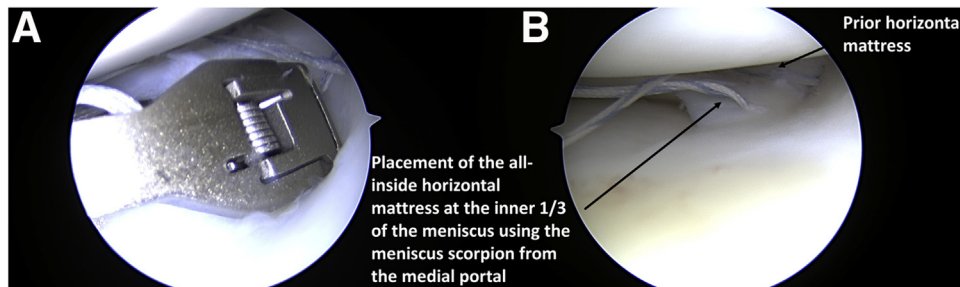 A
B
Prior horizontal
mattress
Placement of the all-
inside horizontal
mattress at the inner 1/3
of the meniscus using the
meniscus scorpion from
the medial portal